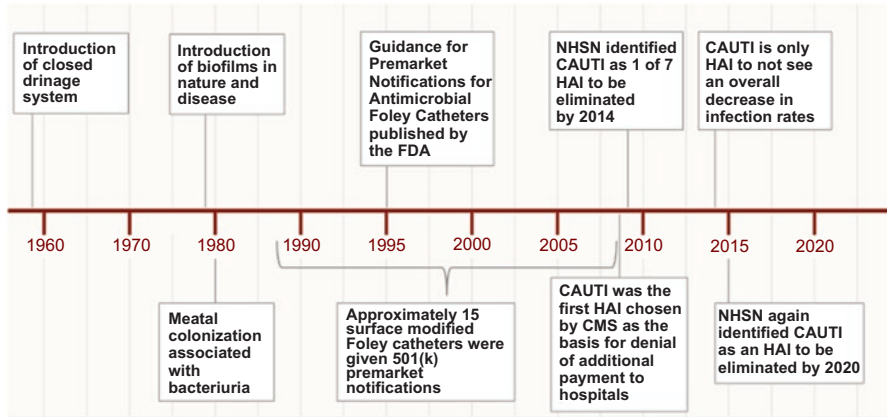 Introduction
of closed
drinage
system
Introduction
of biofilms in
nature and
disease
Guidance for
Premarket
Notifications for
Antimicrobial
Foley Catheters
published by
the FDA
NHSN identified
CAUTI as 1 of 7
HAI to be
eliminated
by 2014
CAUTI is only
HAI to not see
an overall
decrease in
infection rates
1960
1970
1980
1990
1995
2000
2005
2010
2015
2020
Meatal
colonization
associated
with
bacteriuria
Approximately 15
surface modified
Foley catheters were
given 501(k)
premarket
notifications
CAUTI was the
first HAI chosen
by CMS as the
basis for denial
of additional
payment to
hospitals
NHSN again
identified CAUTI
as an HAI to be
eliminated by 2020